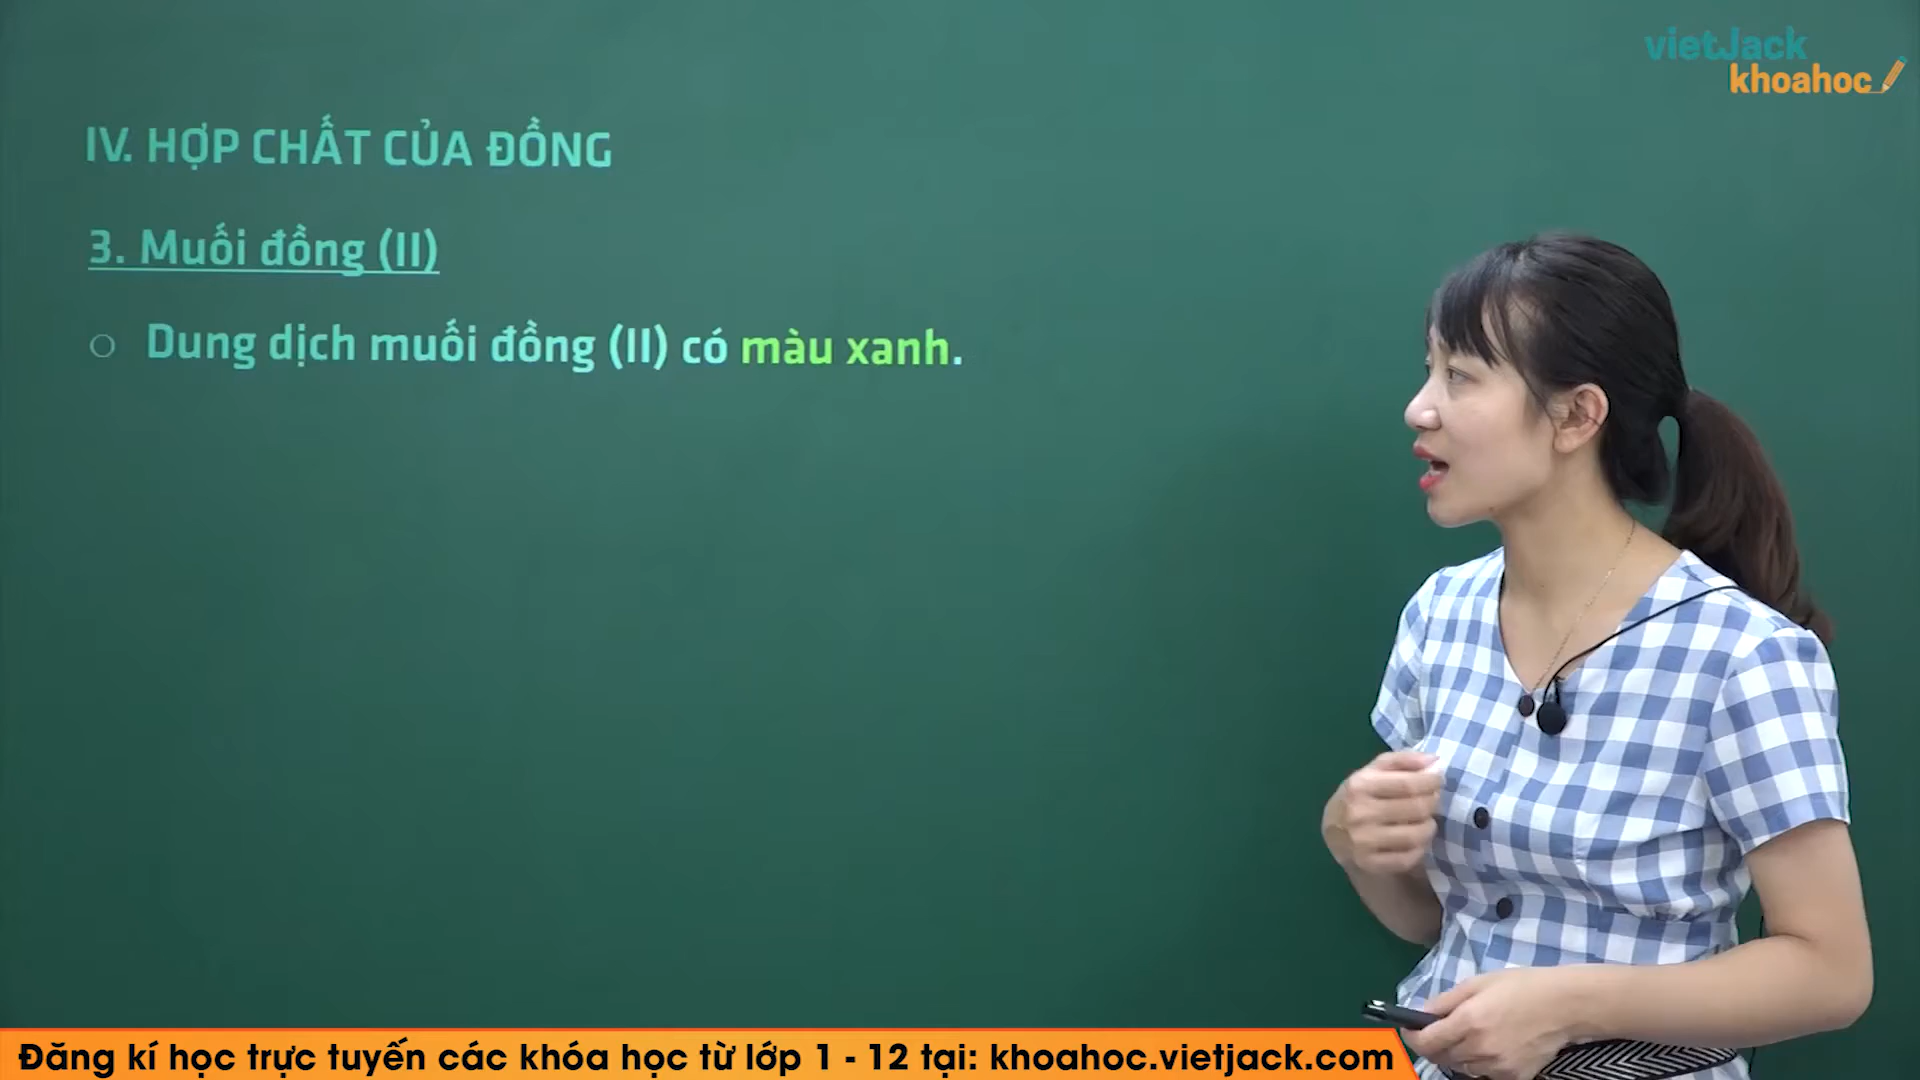 vietJack
khoahoc
IV. HỢP CHẤT CỦA ĐỒNG
3. Muối đồng (II)
Dung dịch muối đồng (II) có màu xanh.
Đăng kí học trực tuyến các khóa học từ lớp 1 - 12 tại: khoahoc.vietjack.com